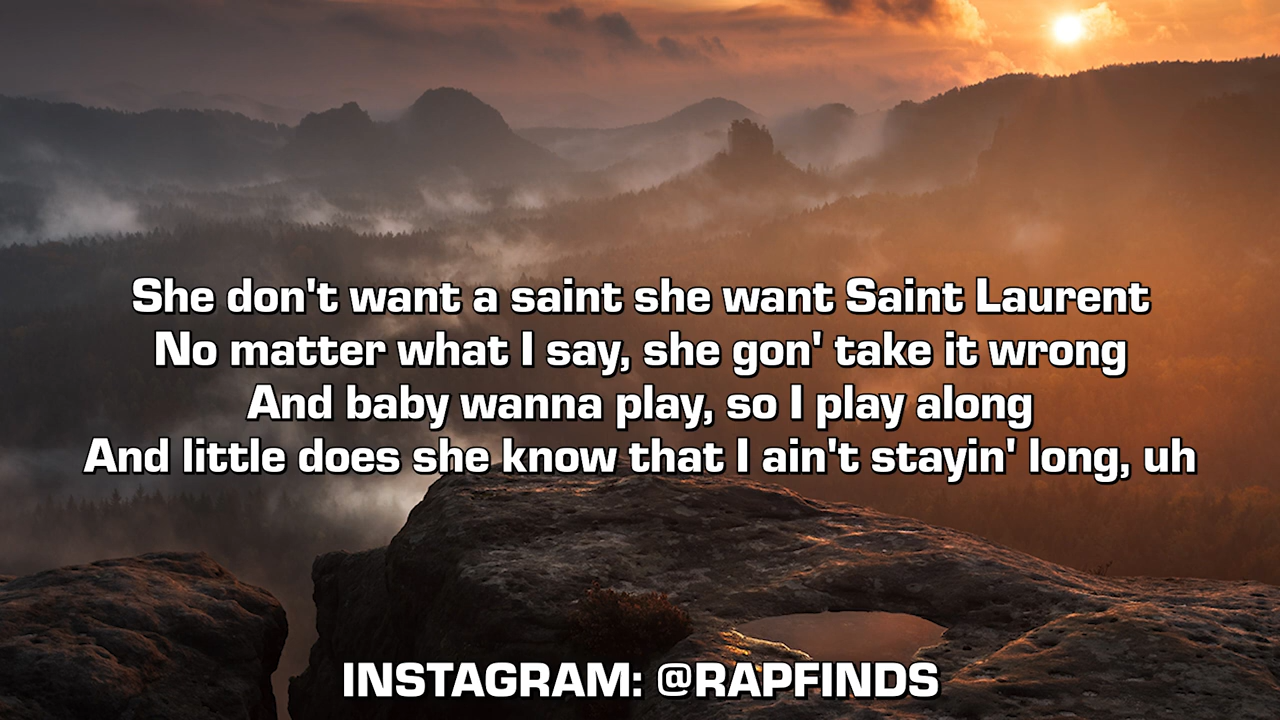 She don't want a saint she want Saint Laurent
No matter what I say, she gon' take it wrong
And baby wanna play, so I play along
And little does she know that I ain't stayin' long, uh
INSTAGRAM: @RAPFINDS